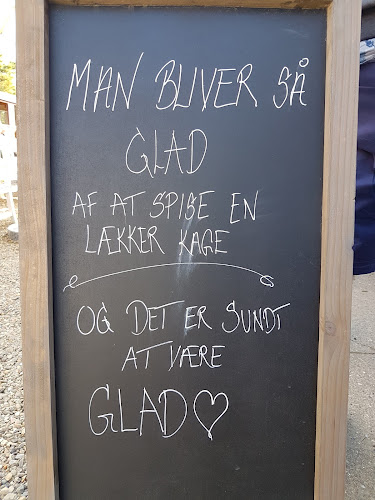 MAN BLIVER SÅ
GLAD
AF AT SPISE EN
LÆKKER KAGE
OG DET ER SUNDT
AT VÆRE
GLAD♡